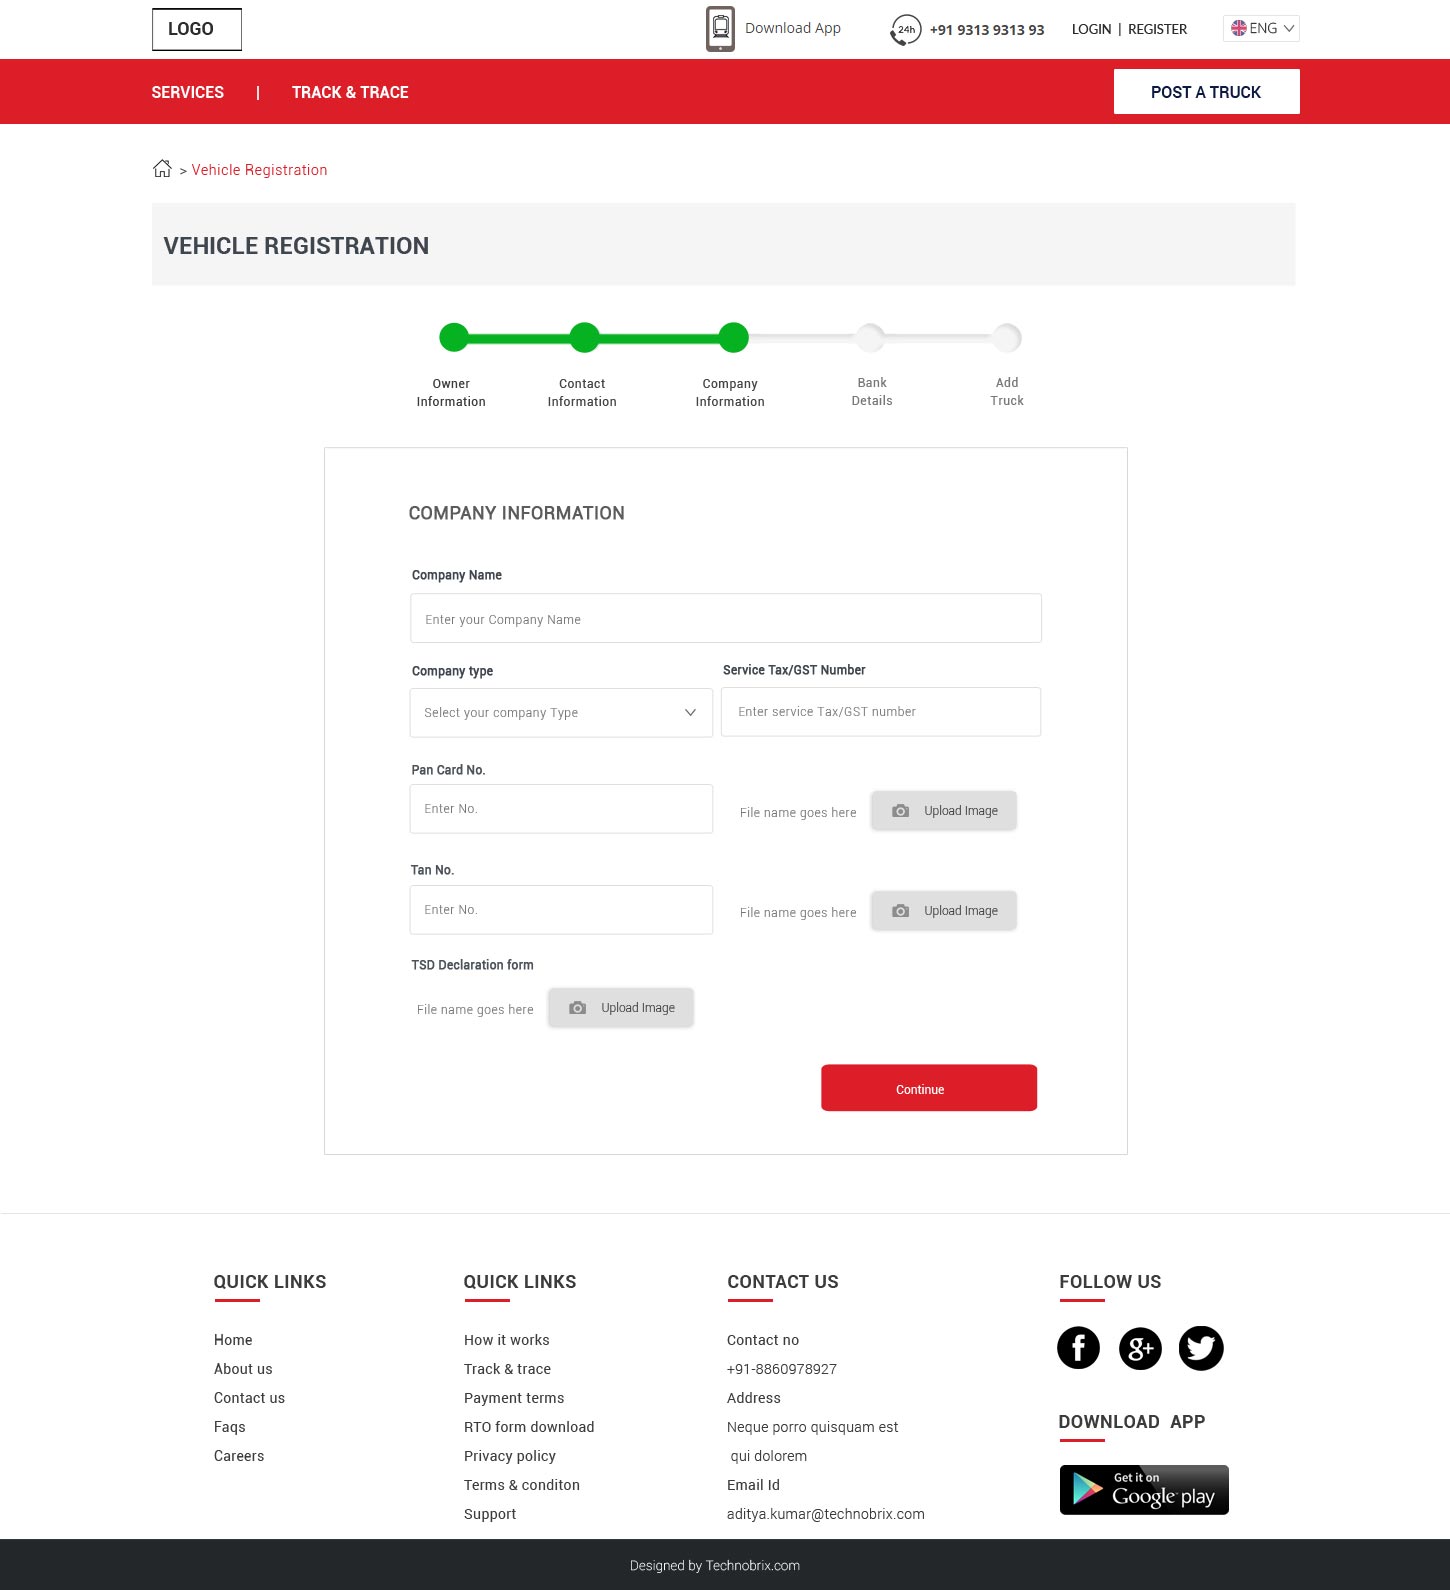 LOGO
Download App
24h
+91 9313 9313 93
LOGIN | REGISTER
ENG
SERVICES | TRACK & TRACE
POST A TRUCK
> Vehicle Registration
VEHICLE REGISTRATION
Owner
Information
Contact
Information
Company
Information
Bank
Details
Add
Truck
COMPANY INFORMATION
Company Name
Enter your Company Name
Company type
Service Tax/GST Number
Select your company Type
Enter service Tax/GST number
Pan Card No.
Enter No.
File name goes here
Upload Image
Tan No.
Enter No.
File name goes here
Upload Image
TSD Declaration form
File name goes here
Upload Image
Continue
QUICK LINKS
Home
About us
Contact us
Faqs
Careers
QUICK LINKS
How it works
Track & trace
Payment terms
RTO form download
Privacy policy
Terms & conditon
Support
CONTACT US
Contact no
+91-8860978927
Address
Neque porro quisquam est
qui dolorem
Email Id
aditya.kumar@technobrix.com
FOLLOW US
f
g+
DOWNLOAD APP
Get it on
Google play
Designed by Technobrix.com